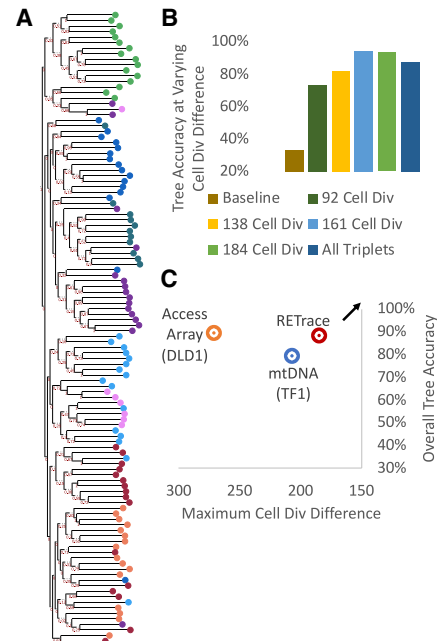 A
B
Tree Accuracy at Varying
Cell Div Difference
100%
80%
60%
40%
20%
Baseline
92 Cell Div
138 Cell Div
161 Cell Div
184 Cell Div
All Triplets
C
Access
Array
(DLD1)
RETrace
mtDNA
(TF1)
100%
90%
80%
70%
60%
50%
40%
30%
Overall Tree Accuracy
300
250
200
150
Maximum Cell Div Difference